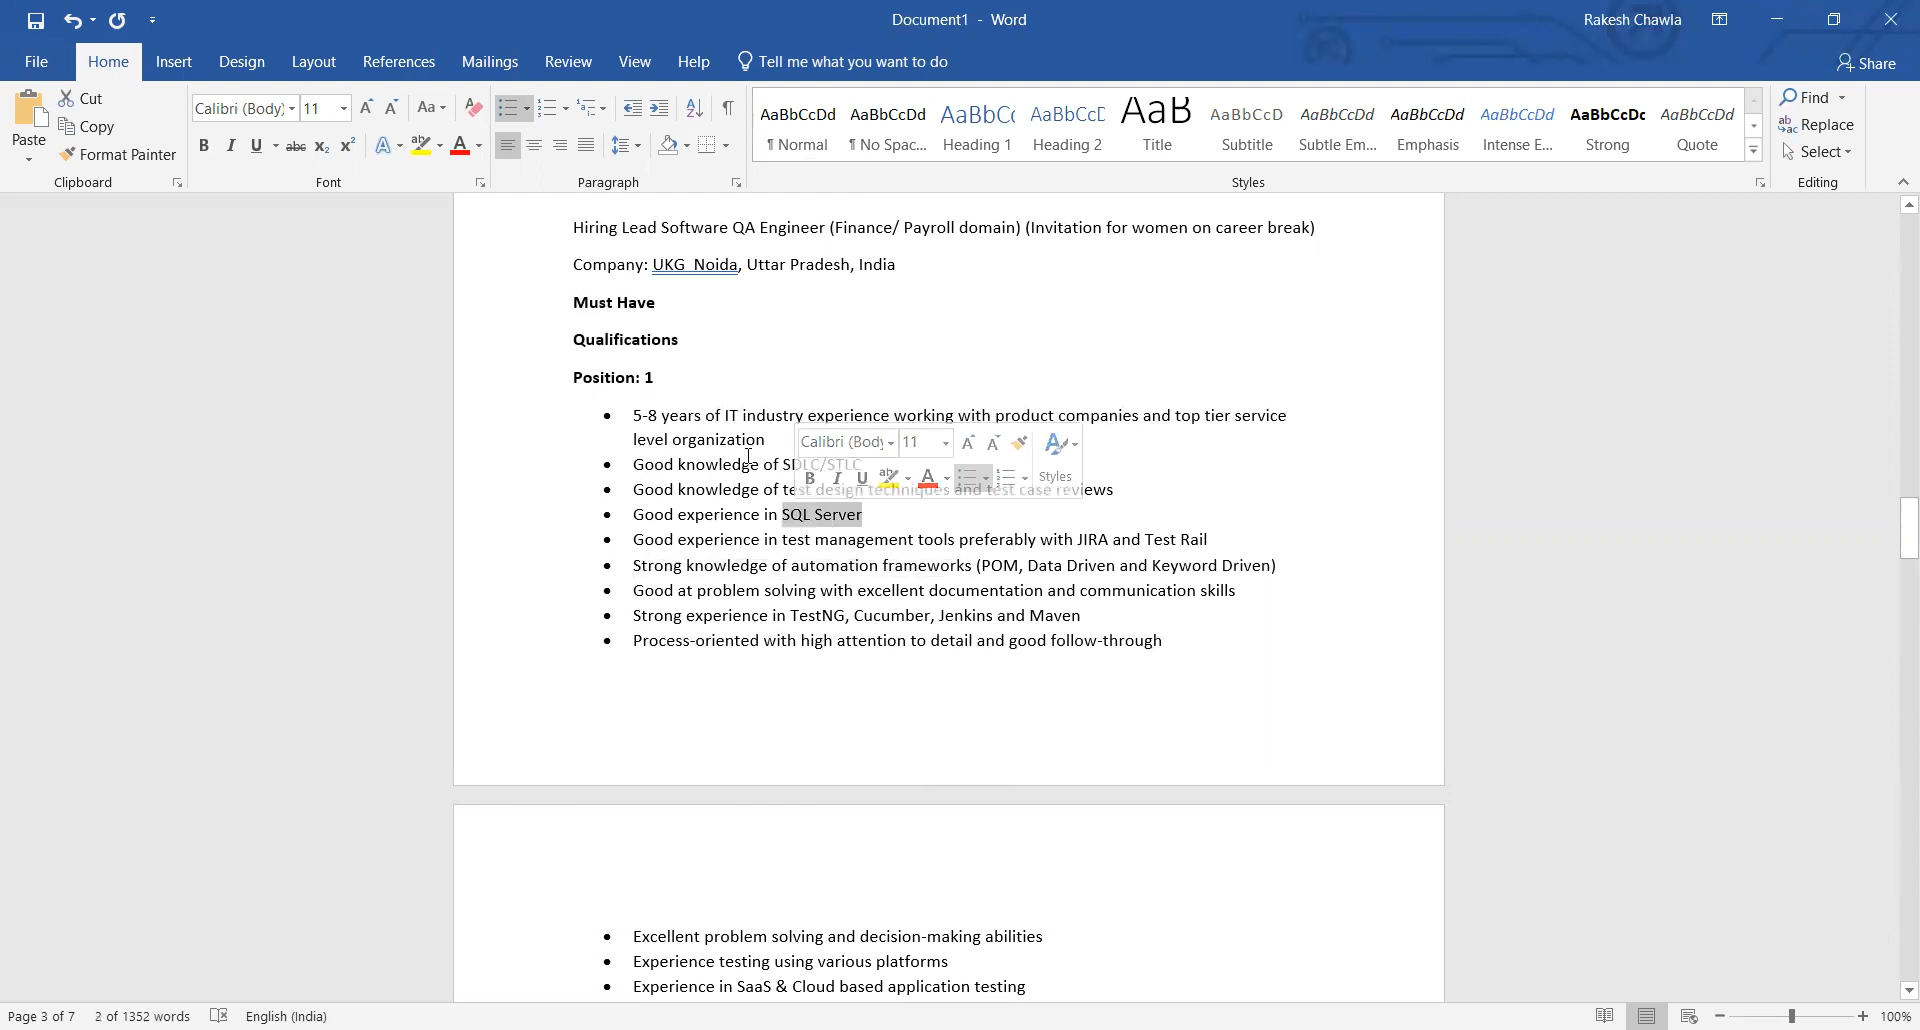 Document1 - Word
Rakesh Chawla
File Home Insert Design Layout References Mailings Review View Help Tell me what you want to do
Share
Paste
Cut
Copy
Format Painter
Clipboard
Calibri (Body) 11
Aa
B I U abc X₂ X² A A
Font
Paragraph
AaBbCcDd AaBbCcDd AaBbCc AaBbCcC AaB AaBbCcD AaBbCcDd AaBbCcDd AaBbCcDd AaBbCcDc AaBbCcDd
¶ Normal ¶ No Spac... Heading 1 Heading 2 Title Subtitle Subtle Em... Emphasis Intense E... Strong Quote
Styles
Find
Replace
Select
Editing
Hiring Lead Software QA Engineer (Finance/ Payroll domain) (Invitation for women on career break)
Company: UKG Noida, Uttar Pradesh, India
Must Have
Qualifications
Position: 1
• 5-8 years of IT industry experience working with product companies and top tier service
level organization
• Good knowledge of SDLC/STLC
• Good knowledge of test design techniques and test case reviews
• Good experience in SQL Server
• Good experience in test management tools preferably with JIRA and Test Rail
• Strong knowledge of automation frameworks (POM, Data Driven and Keyword Driven)
• Good at problem solving with excellent documentation and communication skills
• Strong experience in TestNG, Cucumber, Jenkins and Maven
• Process-oriented with high attention to detail and good follow-through
Calibri (Body 11
B I U A Styles
• Excellent problem solving and decision-making abilities
• Experience testing using various platforms
• Experience in SaaS & Cloud based application testing
Page 3 of 7 2 of 1352 words English (India) 100%